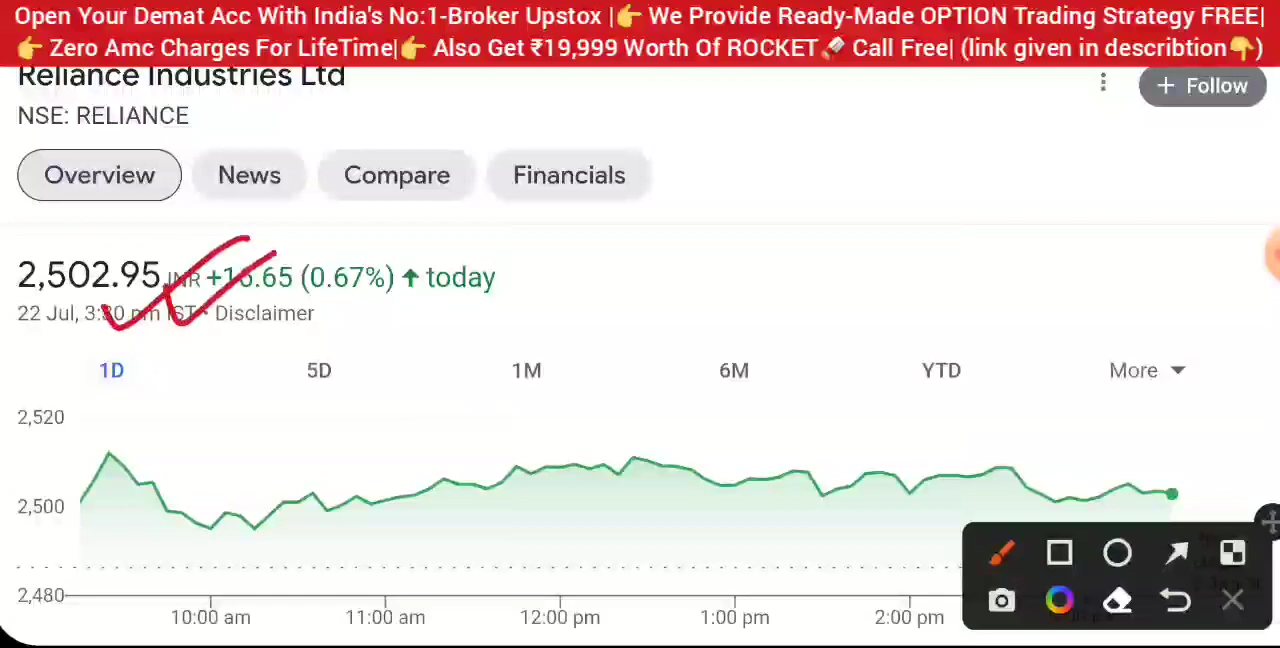 Open Your Demat Acc With India's No:1-Broker Upstox |👉 We Provide Ready-Made OPTION Trading Strategy FREE|
👉 Zero Amc Charges For LifeTime|👉 Also Get ₹19,999 Worth Of ROCKET🚀 Call Free| (link given in describtion👇)
Reliance Industries Ltd
NSE: RELIANCE
+ Follow
Overview News Compare Financials
2,502.95 INR +16.65 (0.67%) ↑ today
22 Jul, 3:30 pm IST • Disclaimer
1D 5D 1M 6M YTD More
2,520
2,500
2,480
10:00 am 11:00 am 12:00 pm 1:00 pm 2:00 pm